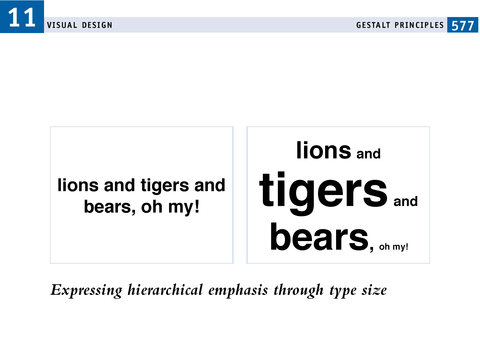 11 VISUAL DESIGN
GESTALT PRINCIPLES 577
lions and tigers and
bears, oh my!
lions and
tigers and
bears, oh my!
Expressing hierarchical emphasis through type size